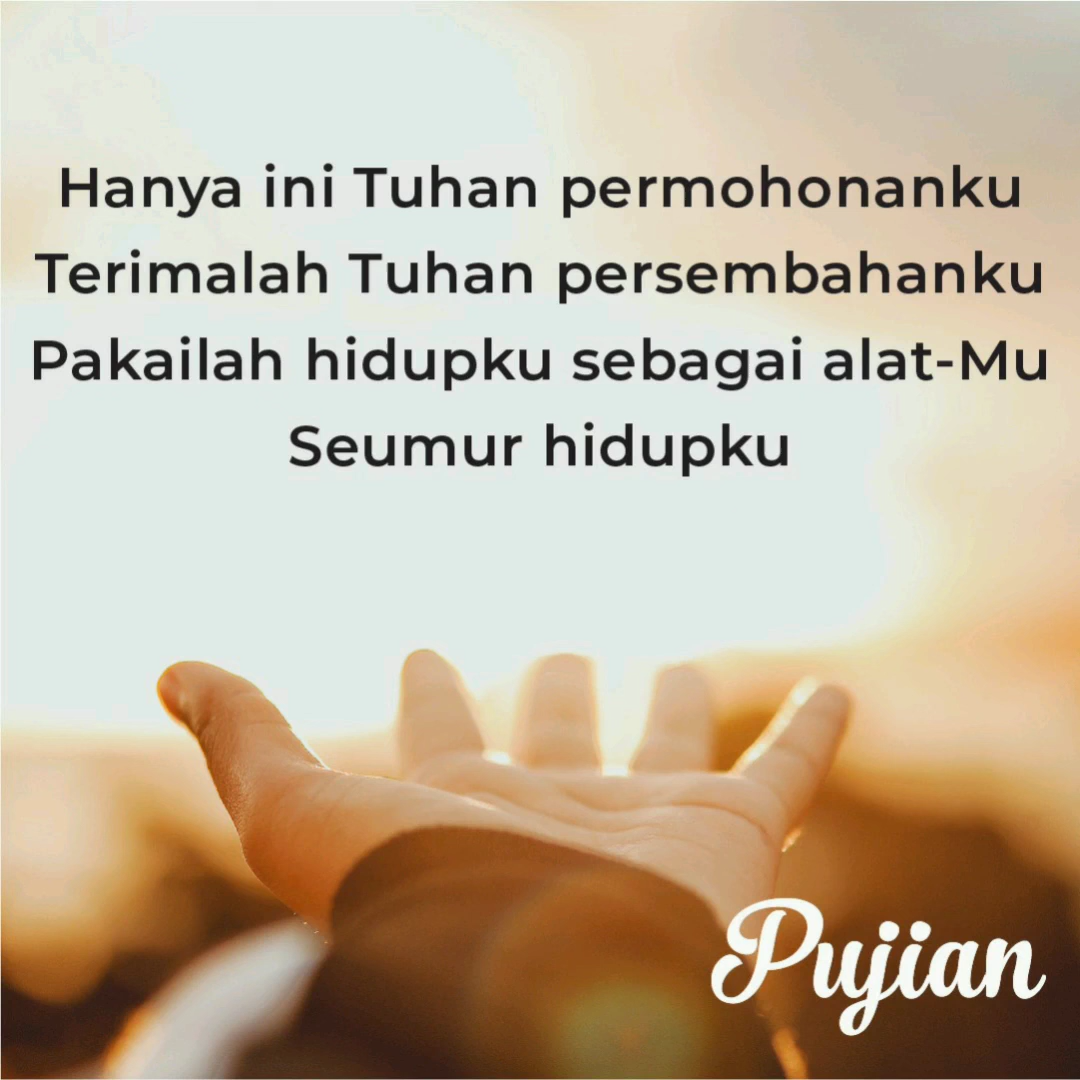 Hanya ini Tuhan permohonanku
Terimalah Tuhan persembahanku
Pakailah hidupku sebagai alat-Mu
Seumur hidupku
Pujian